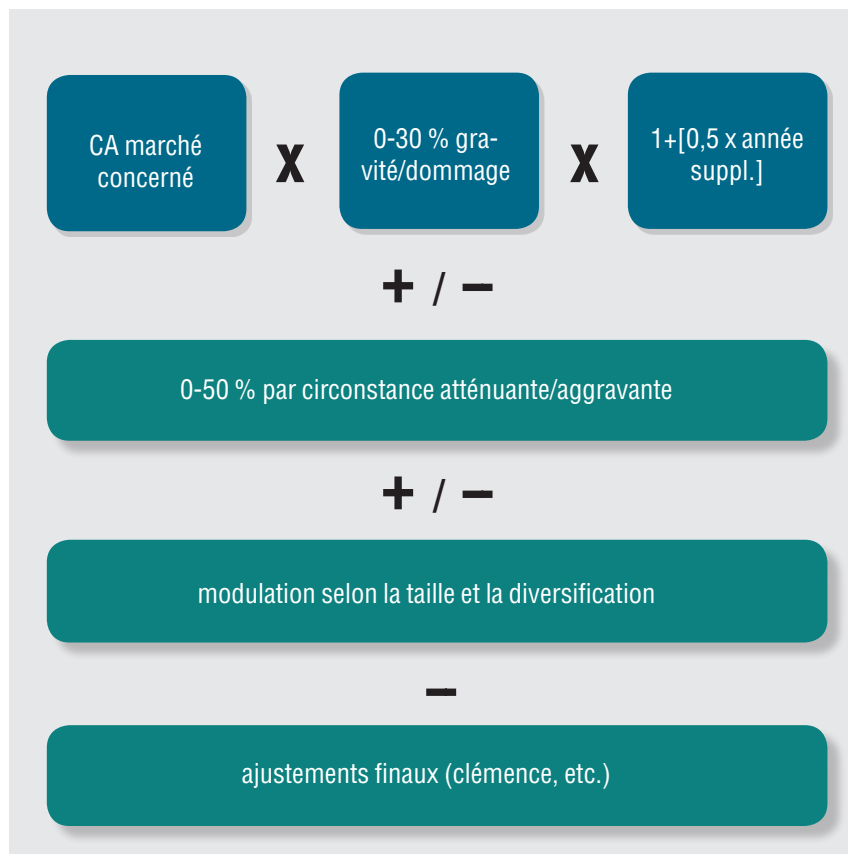 CA marché
concerné
x
0-30 % gra-
vité/dommage
x
1+[0,5 x année
suppl.]
+ / –
0-50 % par circonstance atténuante/aggravante
+ / –
modulation selon la taille et la diversification
–
ajustements finaux (clémence, etc.)